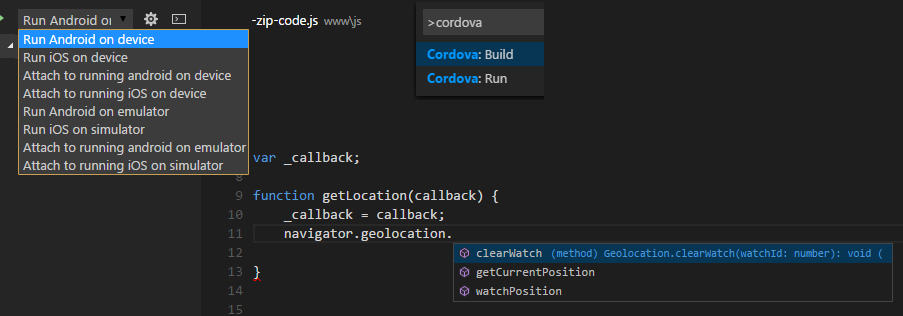 Run Android o
Run Android on device
Run iOS on device
Attach to running android on device
Attach to running iOS on device
Run Android on emulator
Run iOS on simulator
Attach to running android on emulator
Attach to running iOS on simulator
-zip-code.js www\js
>cordova
Cordova: Build
Cordova: Run
var _callback;
8
9 function getLocation(callback) {
10 _callback = callback;
11 navigator.geolocation.
12
13 }
14
15
clearWatch (method) Geolocation.clearWatch(watchId: number): void (
getCurrentPosition
watchPosition